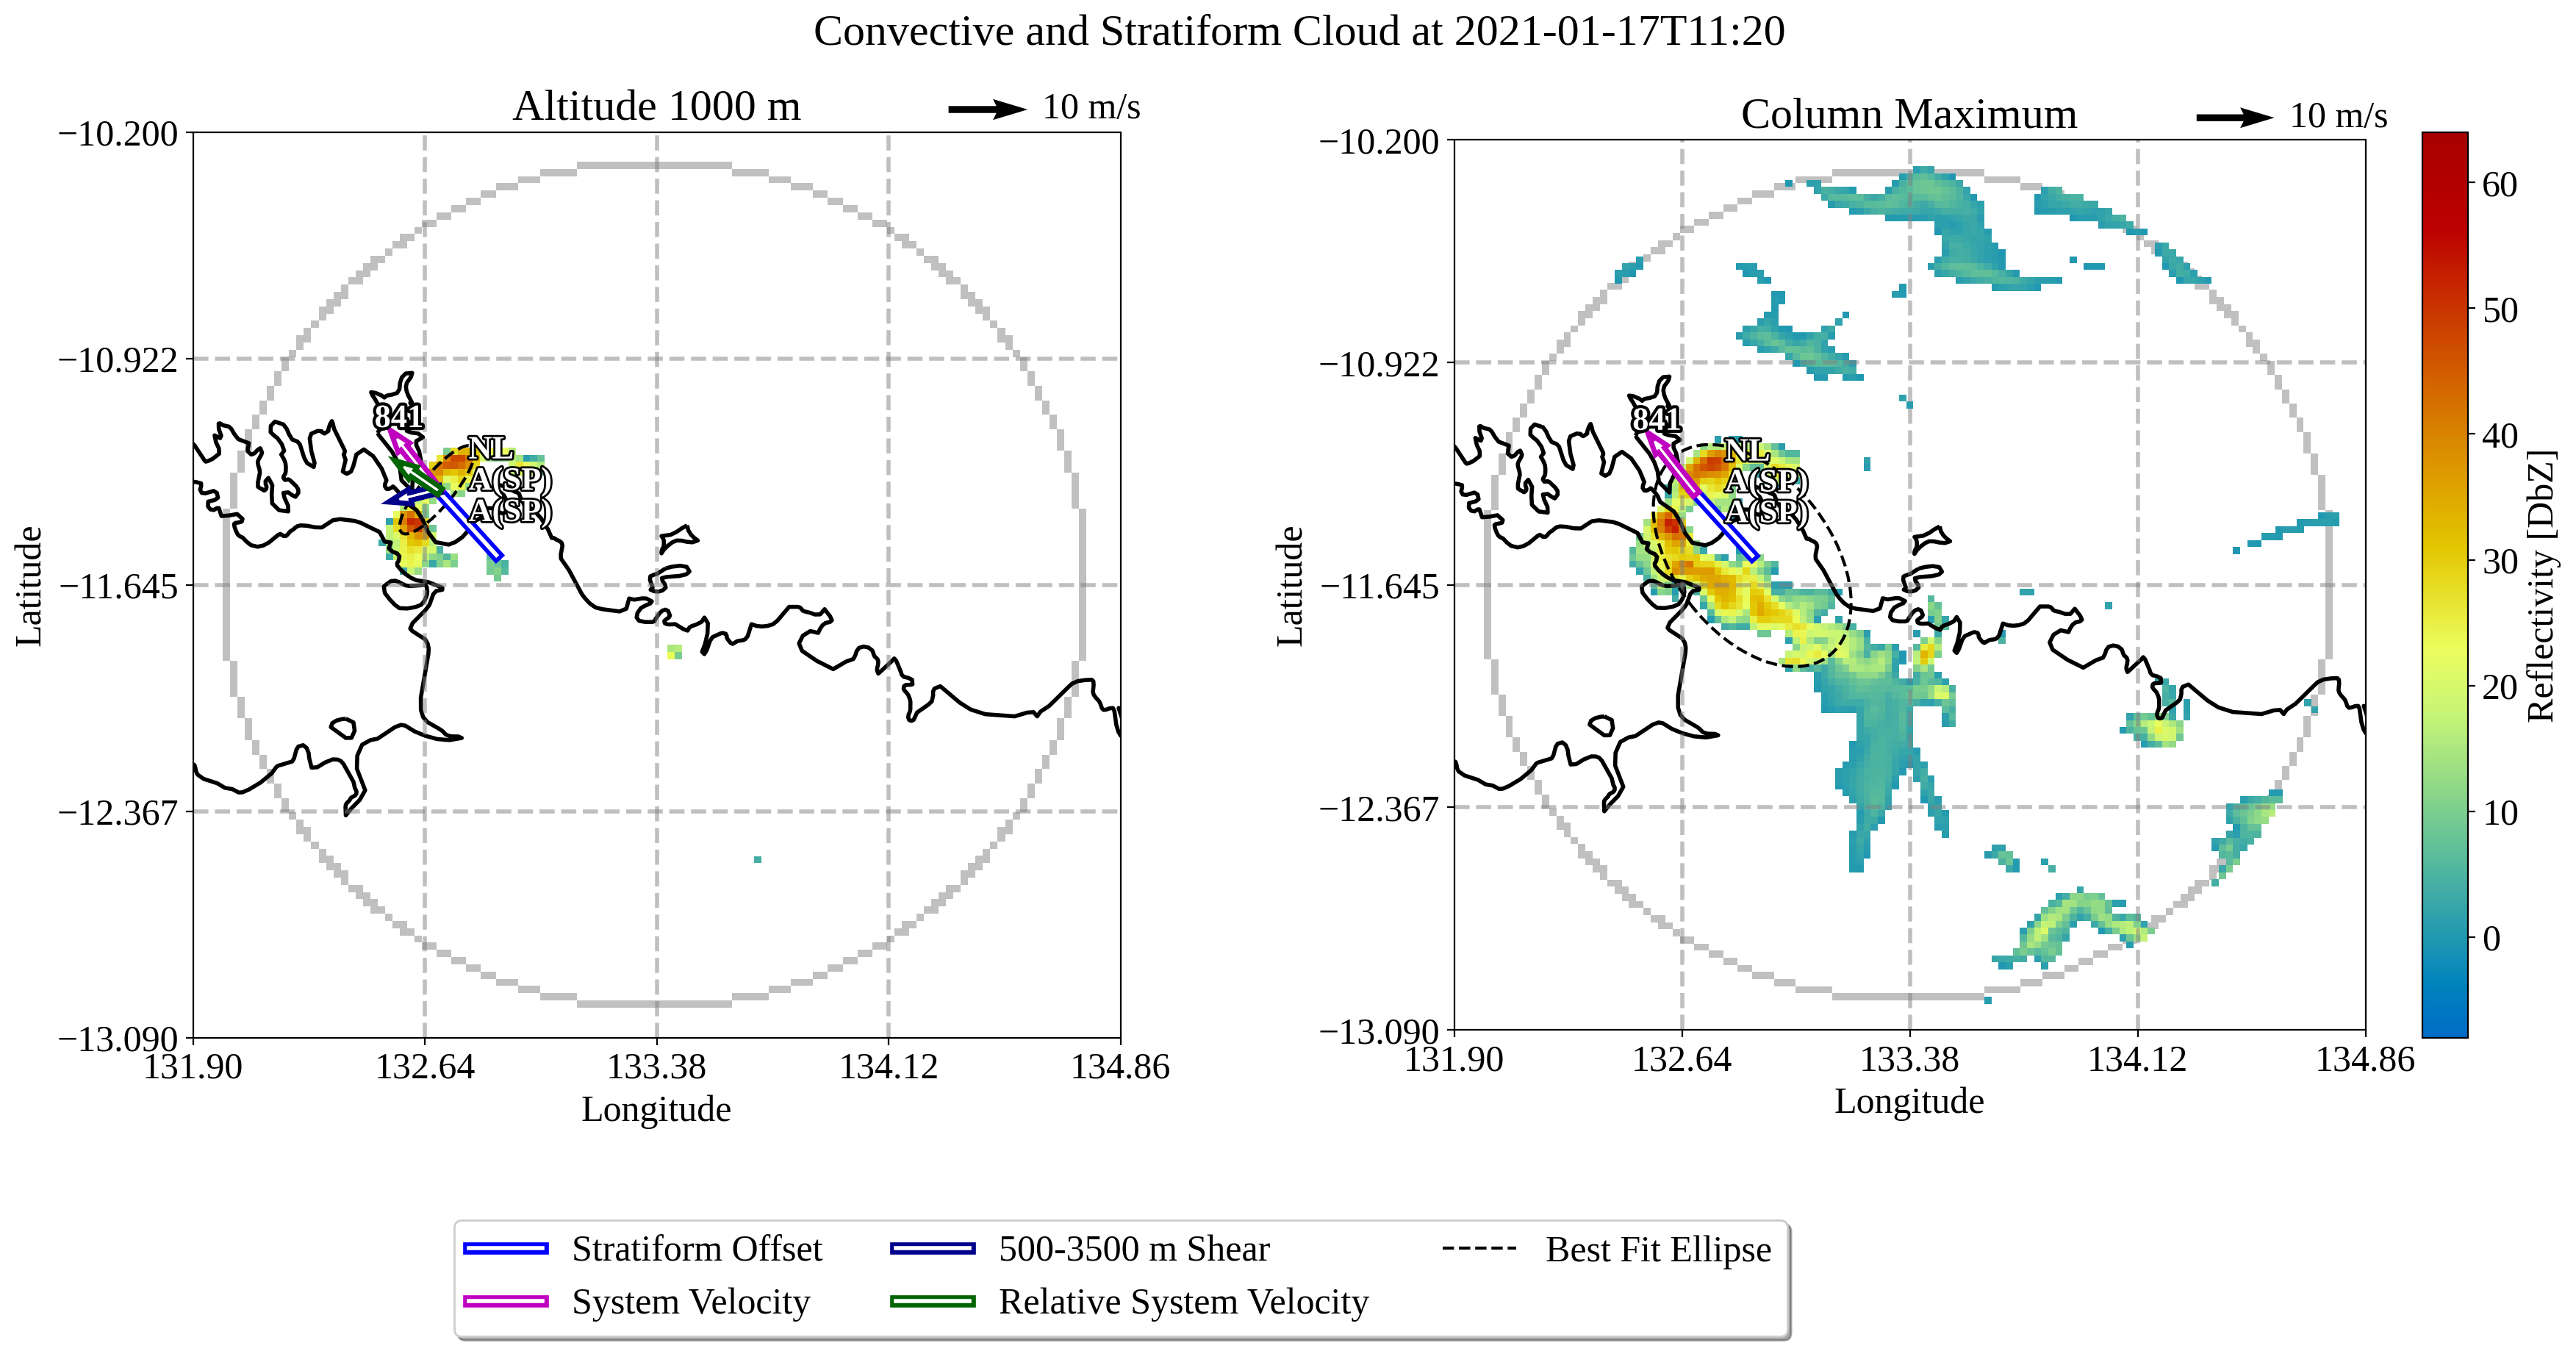 Convective and Stratiform Cloud at 2021-01-17T11:20
Altitude 1000 m
10 m/s
−10.200
−10.922
−11.645
−12.367
−13.090
Latitude
841
NL
A(SP)
A(SP)
131.90
132.64
133.38
134.12
134.86
Longitude
Column Maximum
10 m/s
−10.200
−10.922
−11.645
−12.367
−13.090
Latitude
841
NL
A(SP)
A(SP)
131.90
132.64
133.38
134.12
134.86
Longitude
60
50
40
30
20
10
0
Reflectivity [DbZ]
Stratiform Offset
System Velocity
500-3500 m Shear
Relative System Velocity
Best Fit Ellipse